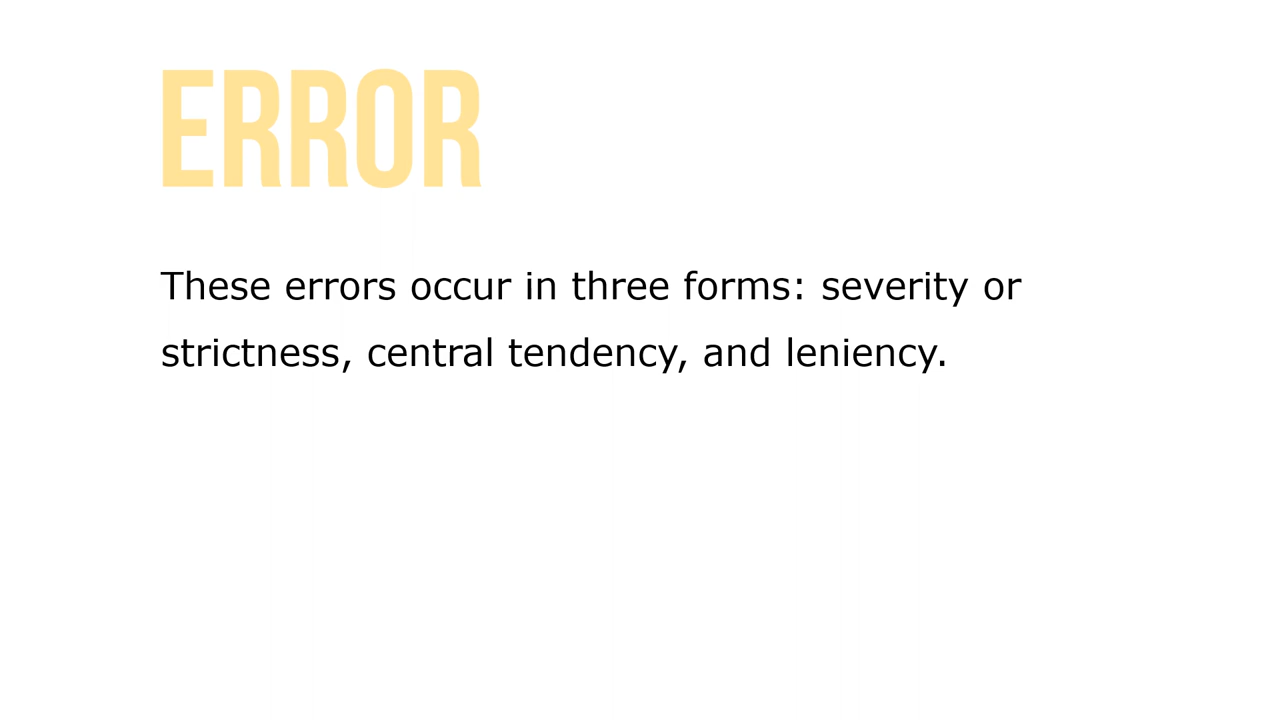 ERROR
These errors occur in three forms: severity or
strictness, central tendency, and leniency.